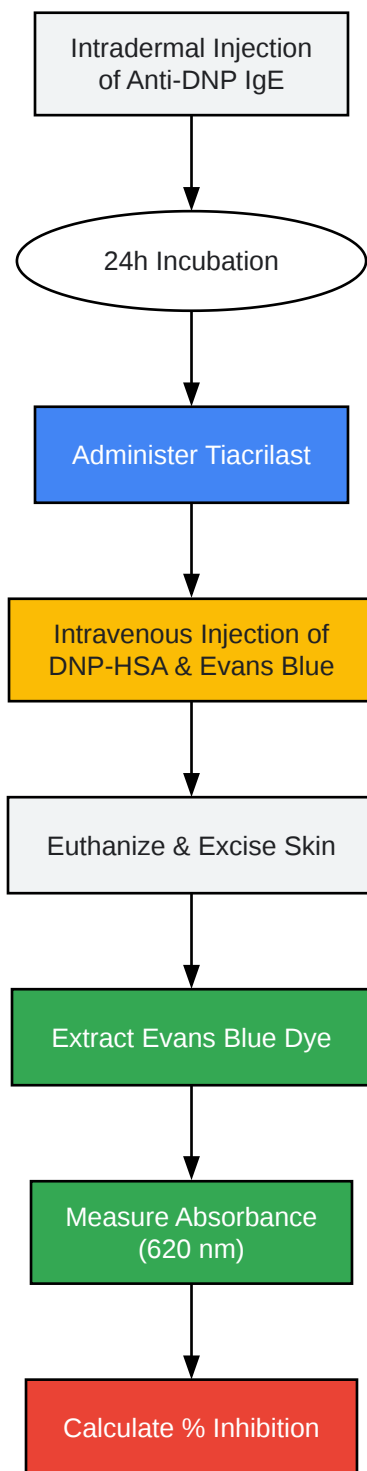 Intradermal Injection
of Anti-DNP IgE
24h Incubation
Administer Tiacrilast
Intravenous Injection of
DNP-HSA & Evans Blue
Euthanize & Excise Skin
Extract Evans Blue Dye
Measure Absorbance
(620 nm)
Calculate % Inhibition